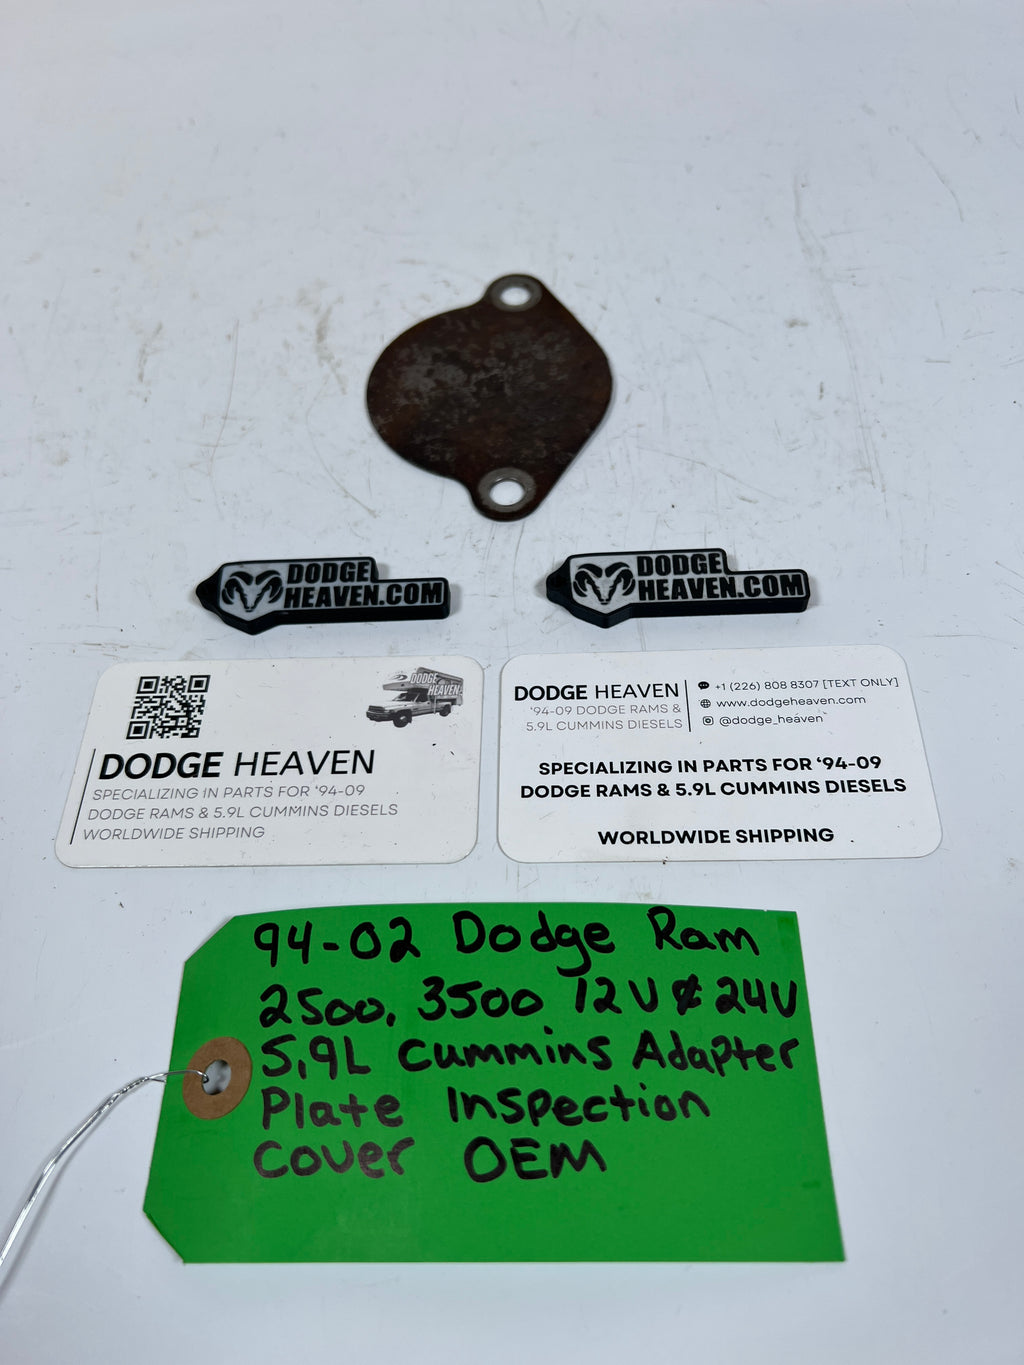 DODGE
HEAVEN.COM
DODGE
HEAVEN.COM
DODGE
HEAVEN
DODGE HEAVEN
SPECIALIZING IN PARTS FOR ‘94-09
DODGE RAMS & 5.9L CUMMINS DIESELS
WORLDWIDE SHIPPING
DODGE HEAVEN
‘94-09 DODGE RAMS &
5.9L CUMMINS DIESELS
+1 (226) 808 8307 [TEXT ONLY]
www.dodgeheaven.com
@dodge_heaven
SPECIALIZING IN PARTS FOR ‘94-09
DODGE RAMS & 5.9L CUMMINS DIESELS
WORLDWIDE SHIPPING
94-02 Dodge Ram
2500, 3500 12V & 24V
5.9L Cummins Adapter
Plate Inspection
Cover OEM